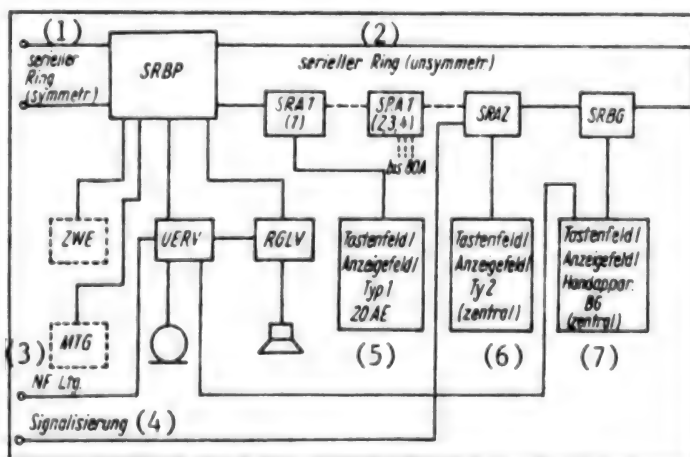 (1)
serieller
Ring
(symmetr)
SRBP
(2)
serieller Ring (unsymmetr)
SRA1
(1)
SRA1
(2,3,4)
bis 80A
SRAZ
SRBG
ZWE
MTG
UERV
RGLV
Tastenfeld/
Anzeigefeld/
Typ 1
20 AE
(5)
Tastenfeld/
Anzeigefeld/
Ty 2
(zentral)
(6)
Tastenfeld/
Anzeigefeld/
Handappar.
BG
(zentral)
(7)
(3)
NF Ltg.
Signalisierung (4)